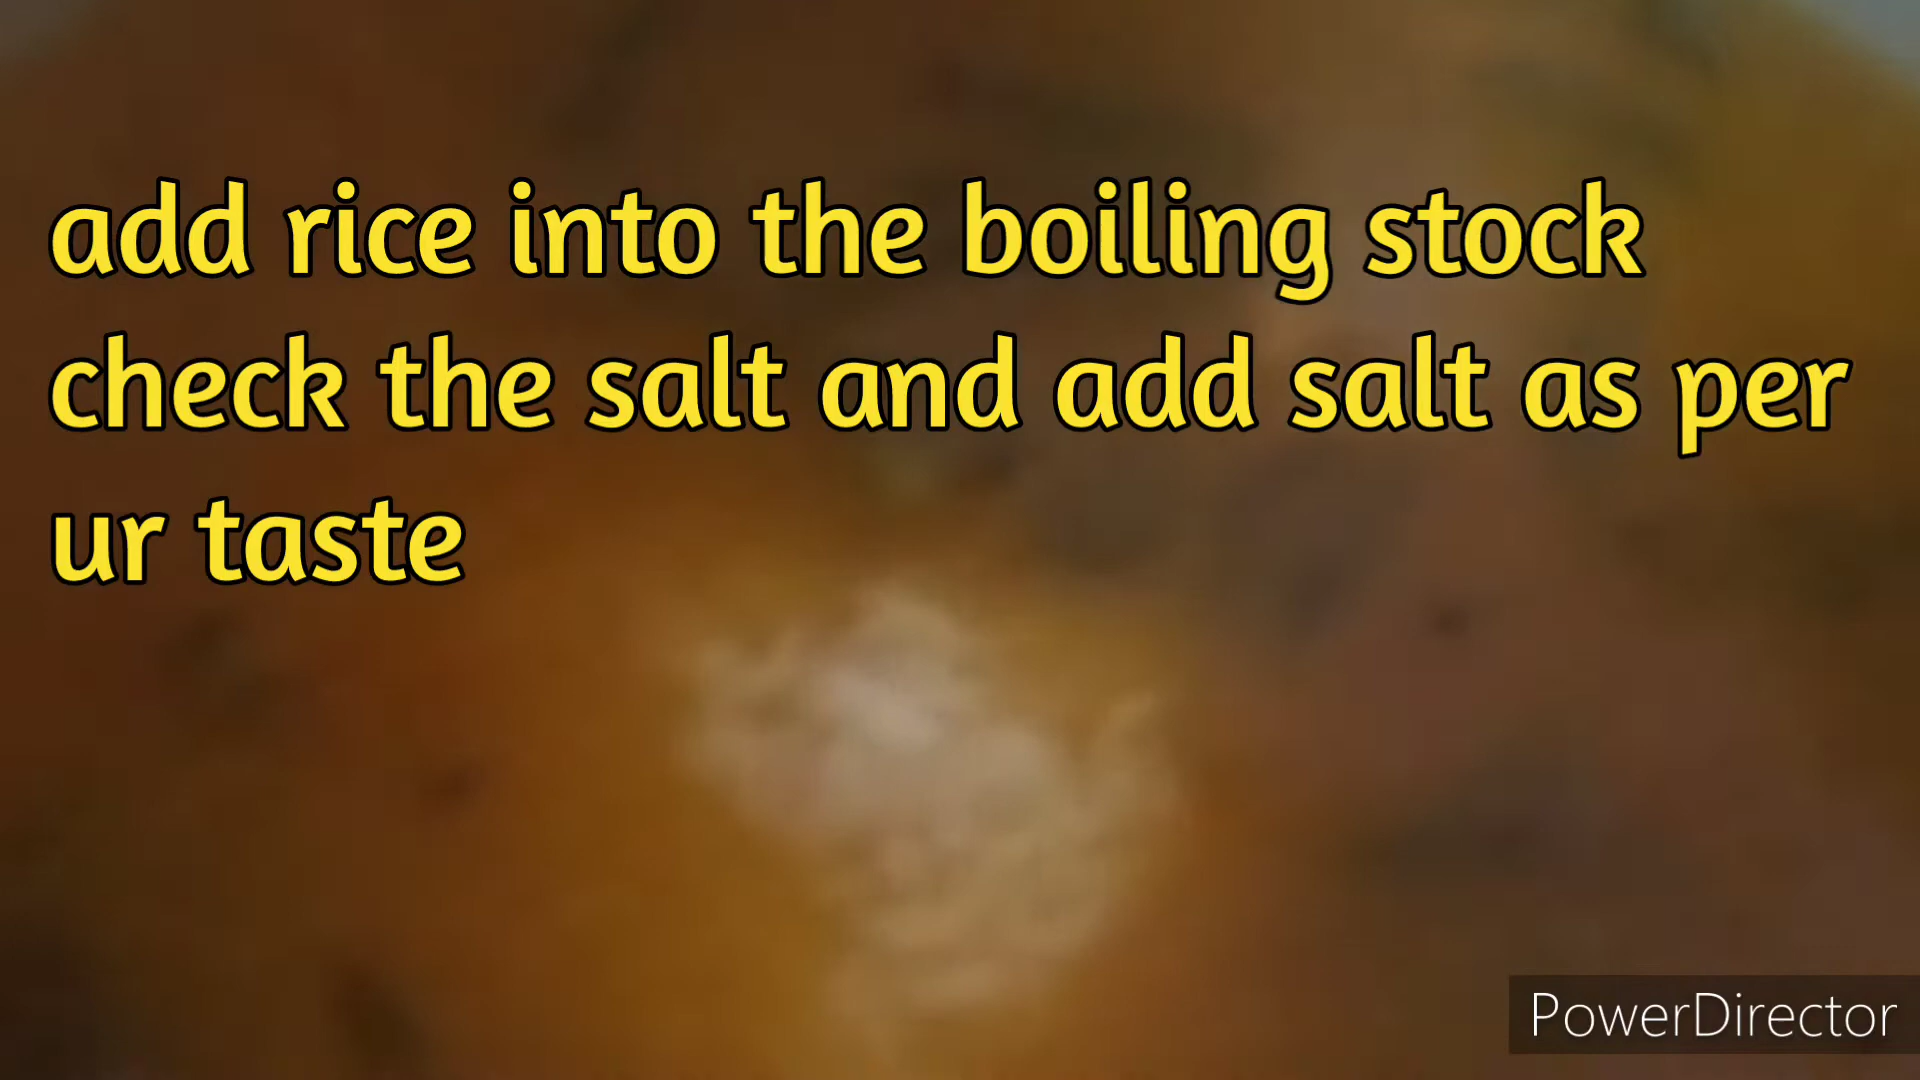 add rice into the boiling stock
check the salt and add salt as per
ur taste
PowerDirector